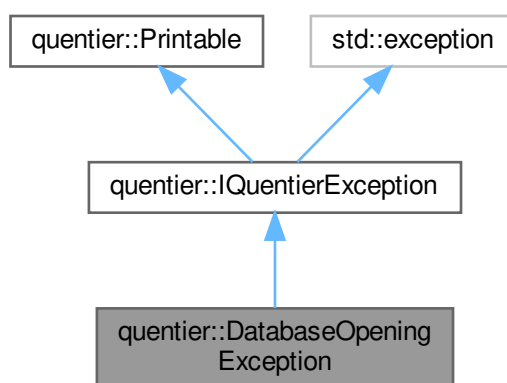 quentier::Printable
std::exception
quentier::IQuentierException
quentier::DatabaseOpening
Exception